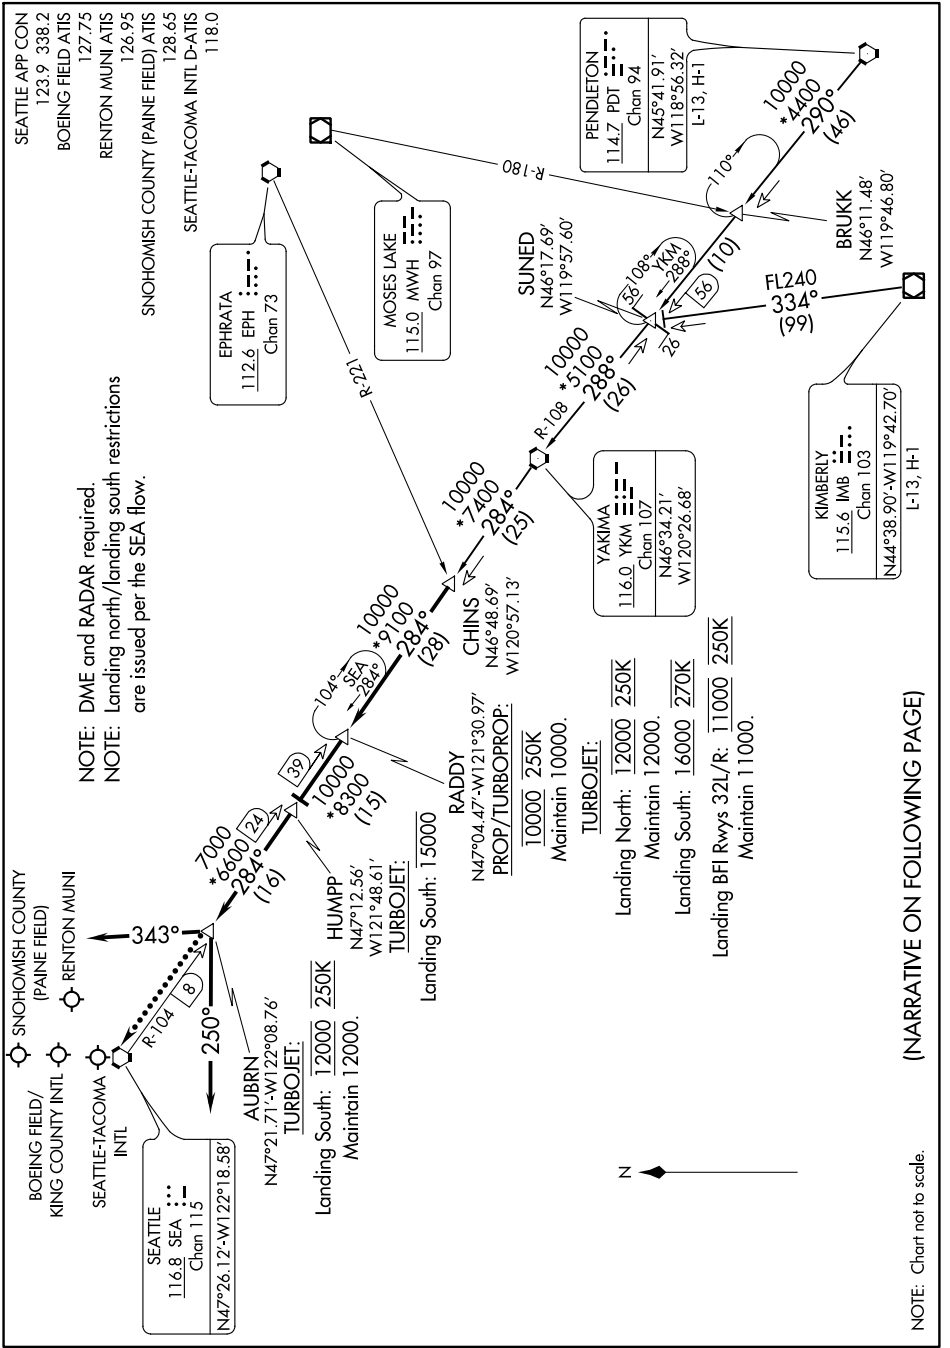 SEATTLE APP CON
123.9 338.2
BOEING FIELD ATIS
127.75
RENTON MUNI ATIS
126.95
SNOHOMISH COUNTY (PAINE FIELD) ATIS
128.65
SEATTLE-TACOMA INTL D-ATIS
118.0
NOTE: DME and RADAR required.
NOTE: Landing north/landing south restrictions
are issued per the SEA flow.
SNOHOMISH COUNTY
(PAINE FIELD)
RENTON MUNI
BOEING FIELD/
KING COUNTY INTL
SEATTLE-TACOMA
INTL
SEATTLE
116.8 SEA
Chan 115
N47°26.12'-W122°18.58'
R-104
8
343°
250°
AUBRN
N47°21.71'-W122°08.76'
TURBOJET:
Landing South: 12000 250K
Maintain 12000.
7000
*6600
284°
(16)
24
HUMPP
N47°12.56'
W121°48.61'
TURBOJET:
Landing South: 15000
39
10000
*8300
(15)
RADDY
N47°04.47'-W121°30.97'
PROP/TURBOPROP:
10000 250K
Maintain 10000.
TURBOJET:
Landing North: 12000 250K
Maintain 12000.
Landing South: 16000 270K
Landing BFI Rwys 32L/R: 11000 250K
Maintain 11000.
104°
SEA
284°
10000
*9100
284°
(28)
CHINS
N46°48.69'
W120°57.13'
EPHRATA
112.6 EPH
Chan 73
R-221
10000
*7400
284°
(25)
YAKIMA
116.0 YKM
Chan 107
N46°34.21'
W120°26.68'
MOSES LAKE
115.0 MWH
Chan 97
R-180
R-108
10000
*5100
288°
(26)
SUNED
N46°17.69'
W119°57.60'
56
108°
YKM
288°
26
56
(10)
FL240
334°
(99)
KIMBERLY
115.6 IMB
Chan 103
N44°38.90'-W119°42.70'
L-13, H-1
BRUKK
N46°11.48'
W119°46.80'
110°
10000
*4400
290°
(46)
PENDLETON
114.7 PDT
Chan 94
N45°41.91'
W118°56.32'
L-13, H-1
N
(NARRATIVE ON FOLLOWING PAGE)
NOTE: Chart not to scale.